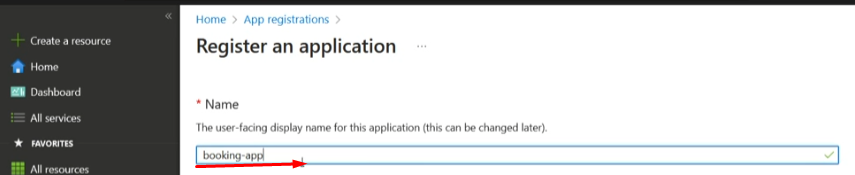 Home > App registrations >
Register an application ...
Create a resource
Home
Dashboard
All services
FAVORITES
All resources
* Name
The user-facing display name for this application (this can be changed later).
booking-app